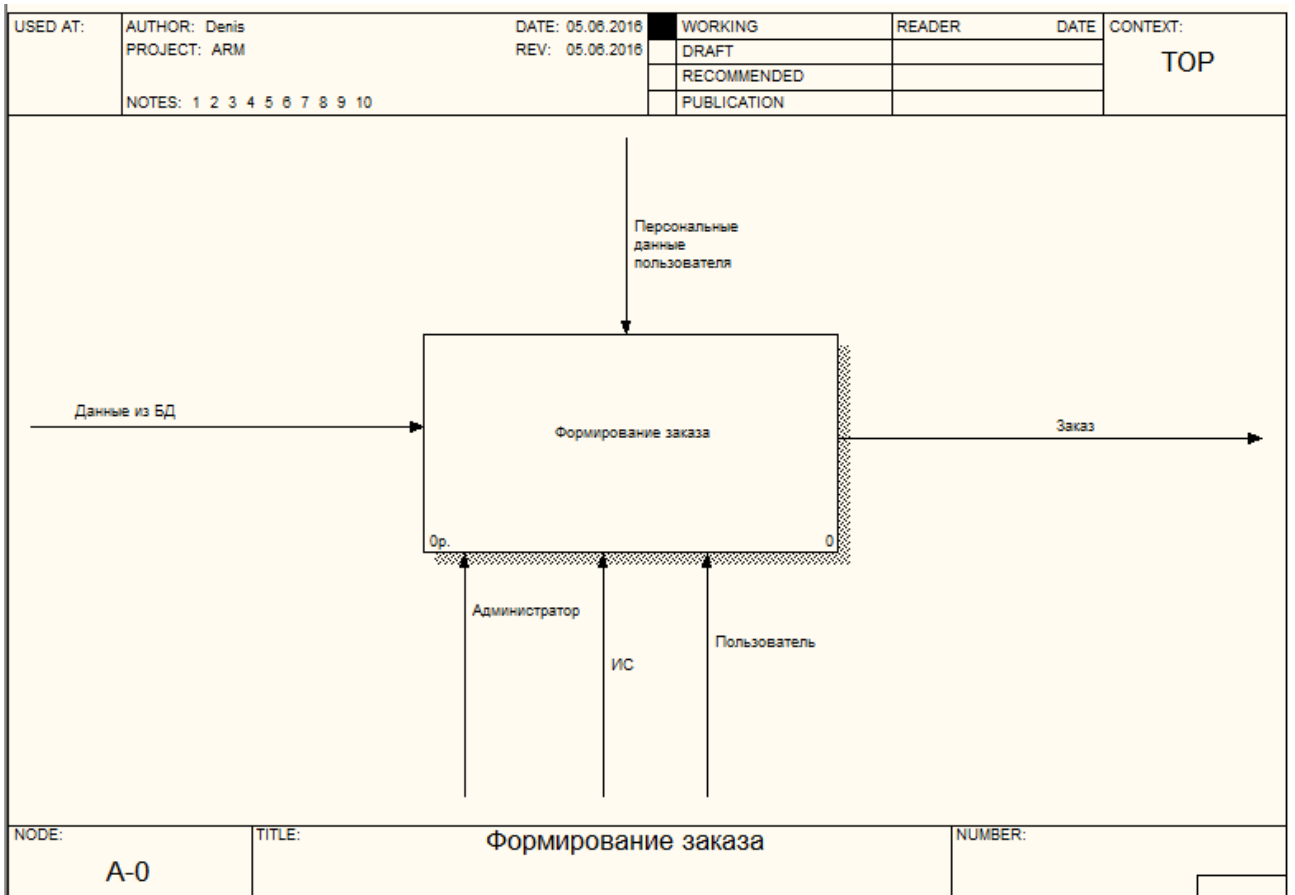 USED AT:
AUTHOR: Denis
DATE: 05.06.2016
PROJECT: ARM
REV: 05.06.2016
NOTES: 1 2 3 4 5 6 7 8 9 10
WORKING
DRAFT
RECOMMENDED
PUBLICATION
READER DATE
CONTEXT:
TOP
Персональные
данные
пользователя
Данные из БД
Формирование заказа
Заказ
0р.
0
Администратор
ИС
Пользователь
NODE:
A-0
TITLE:
Формирование заказа
NUMBER: